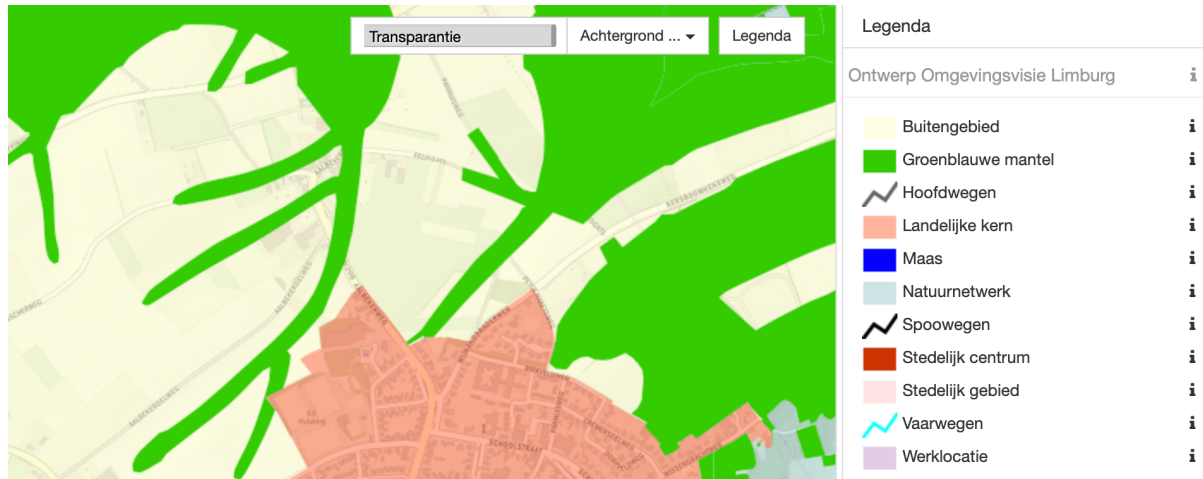 Transparantie
Achtergrond ...
Legenda
Legenda
Ontwerp Omgevingsvisie Limburg
Buitengebied
Groenblauwe mantel
Hoofdwegen
Landelijke kern
Maas
Natuurnetwerk
Spoowegen
Stedelijk centrum
Stedelijk gebied
Vaarwegen
Werklocatie
AALBEKERWEG
SCHOOLSTRAAT